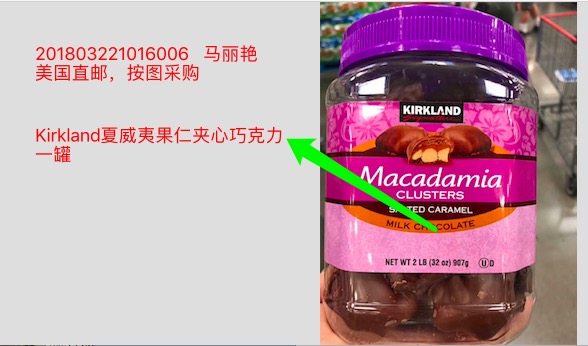 201803221016006 马丽艳
美国直邮，按图采购
Kirkland夏威夷果仁夹心巧克力
一罐
KIRKLAND
Signature
Macadamia
CLUSTERS
SALTED CARAMEL
MILK CHOCOLATE
NET WT 2 LB (32 oz) 907g
U D